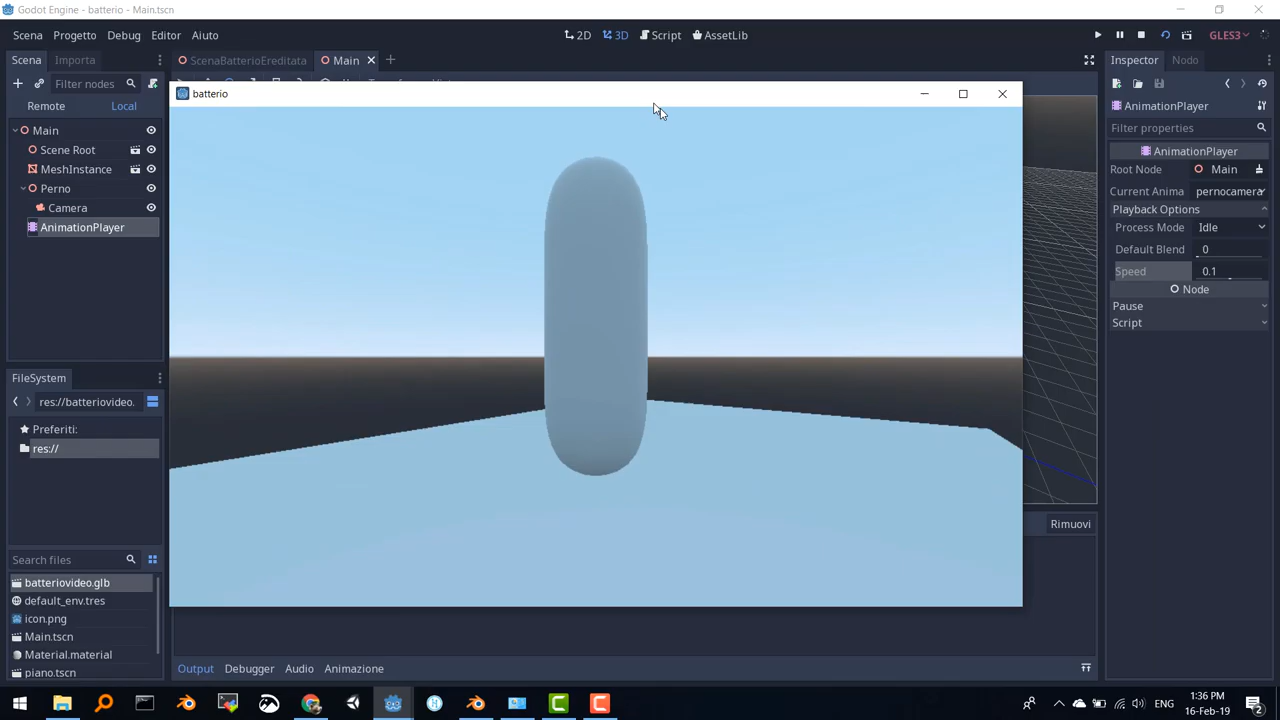 Godot Engine - batterio - Main.tscn
Scena Progetto Debug Editor Aiuto
2D 3D Script AssetLib
GLES3
Scena Importa
ScenaBatterioEreditata Main
Inspector Nodo
Filter nodes
Remote Local
Main
Scene Root
MeshInstance
Perno
Camera
AnimationPlayer
FileSystem
res://batteriovideo.
Preferiti:
res://
Search files
batteriovideo.glb
default_env.tres
icon.png
Main.tscn
Material.material
piano.tscn
batterio
AnimationPlayer
Filter properties
AnimationPlayer
Root Node Main
Current Anima pernocamera
Playback Options
Process Mode Idle
Default Blend 0
Speed 0.1
Node
Pause
Script
Rimuovi
Output Debugger Audio Animazione
ENG
1:36 PM
16-Feb-19
2